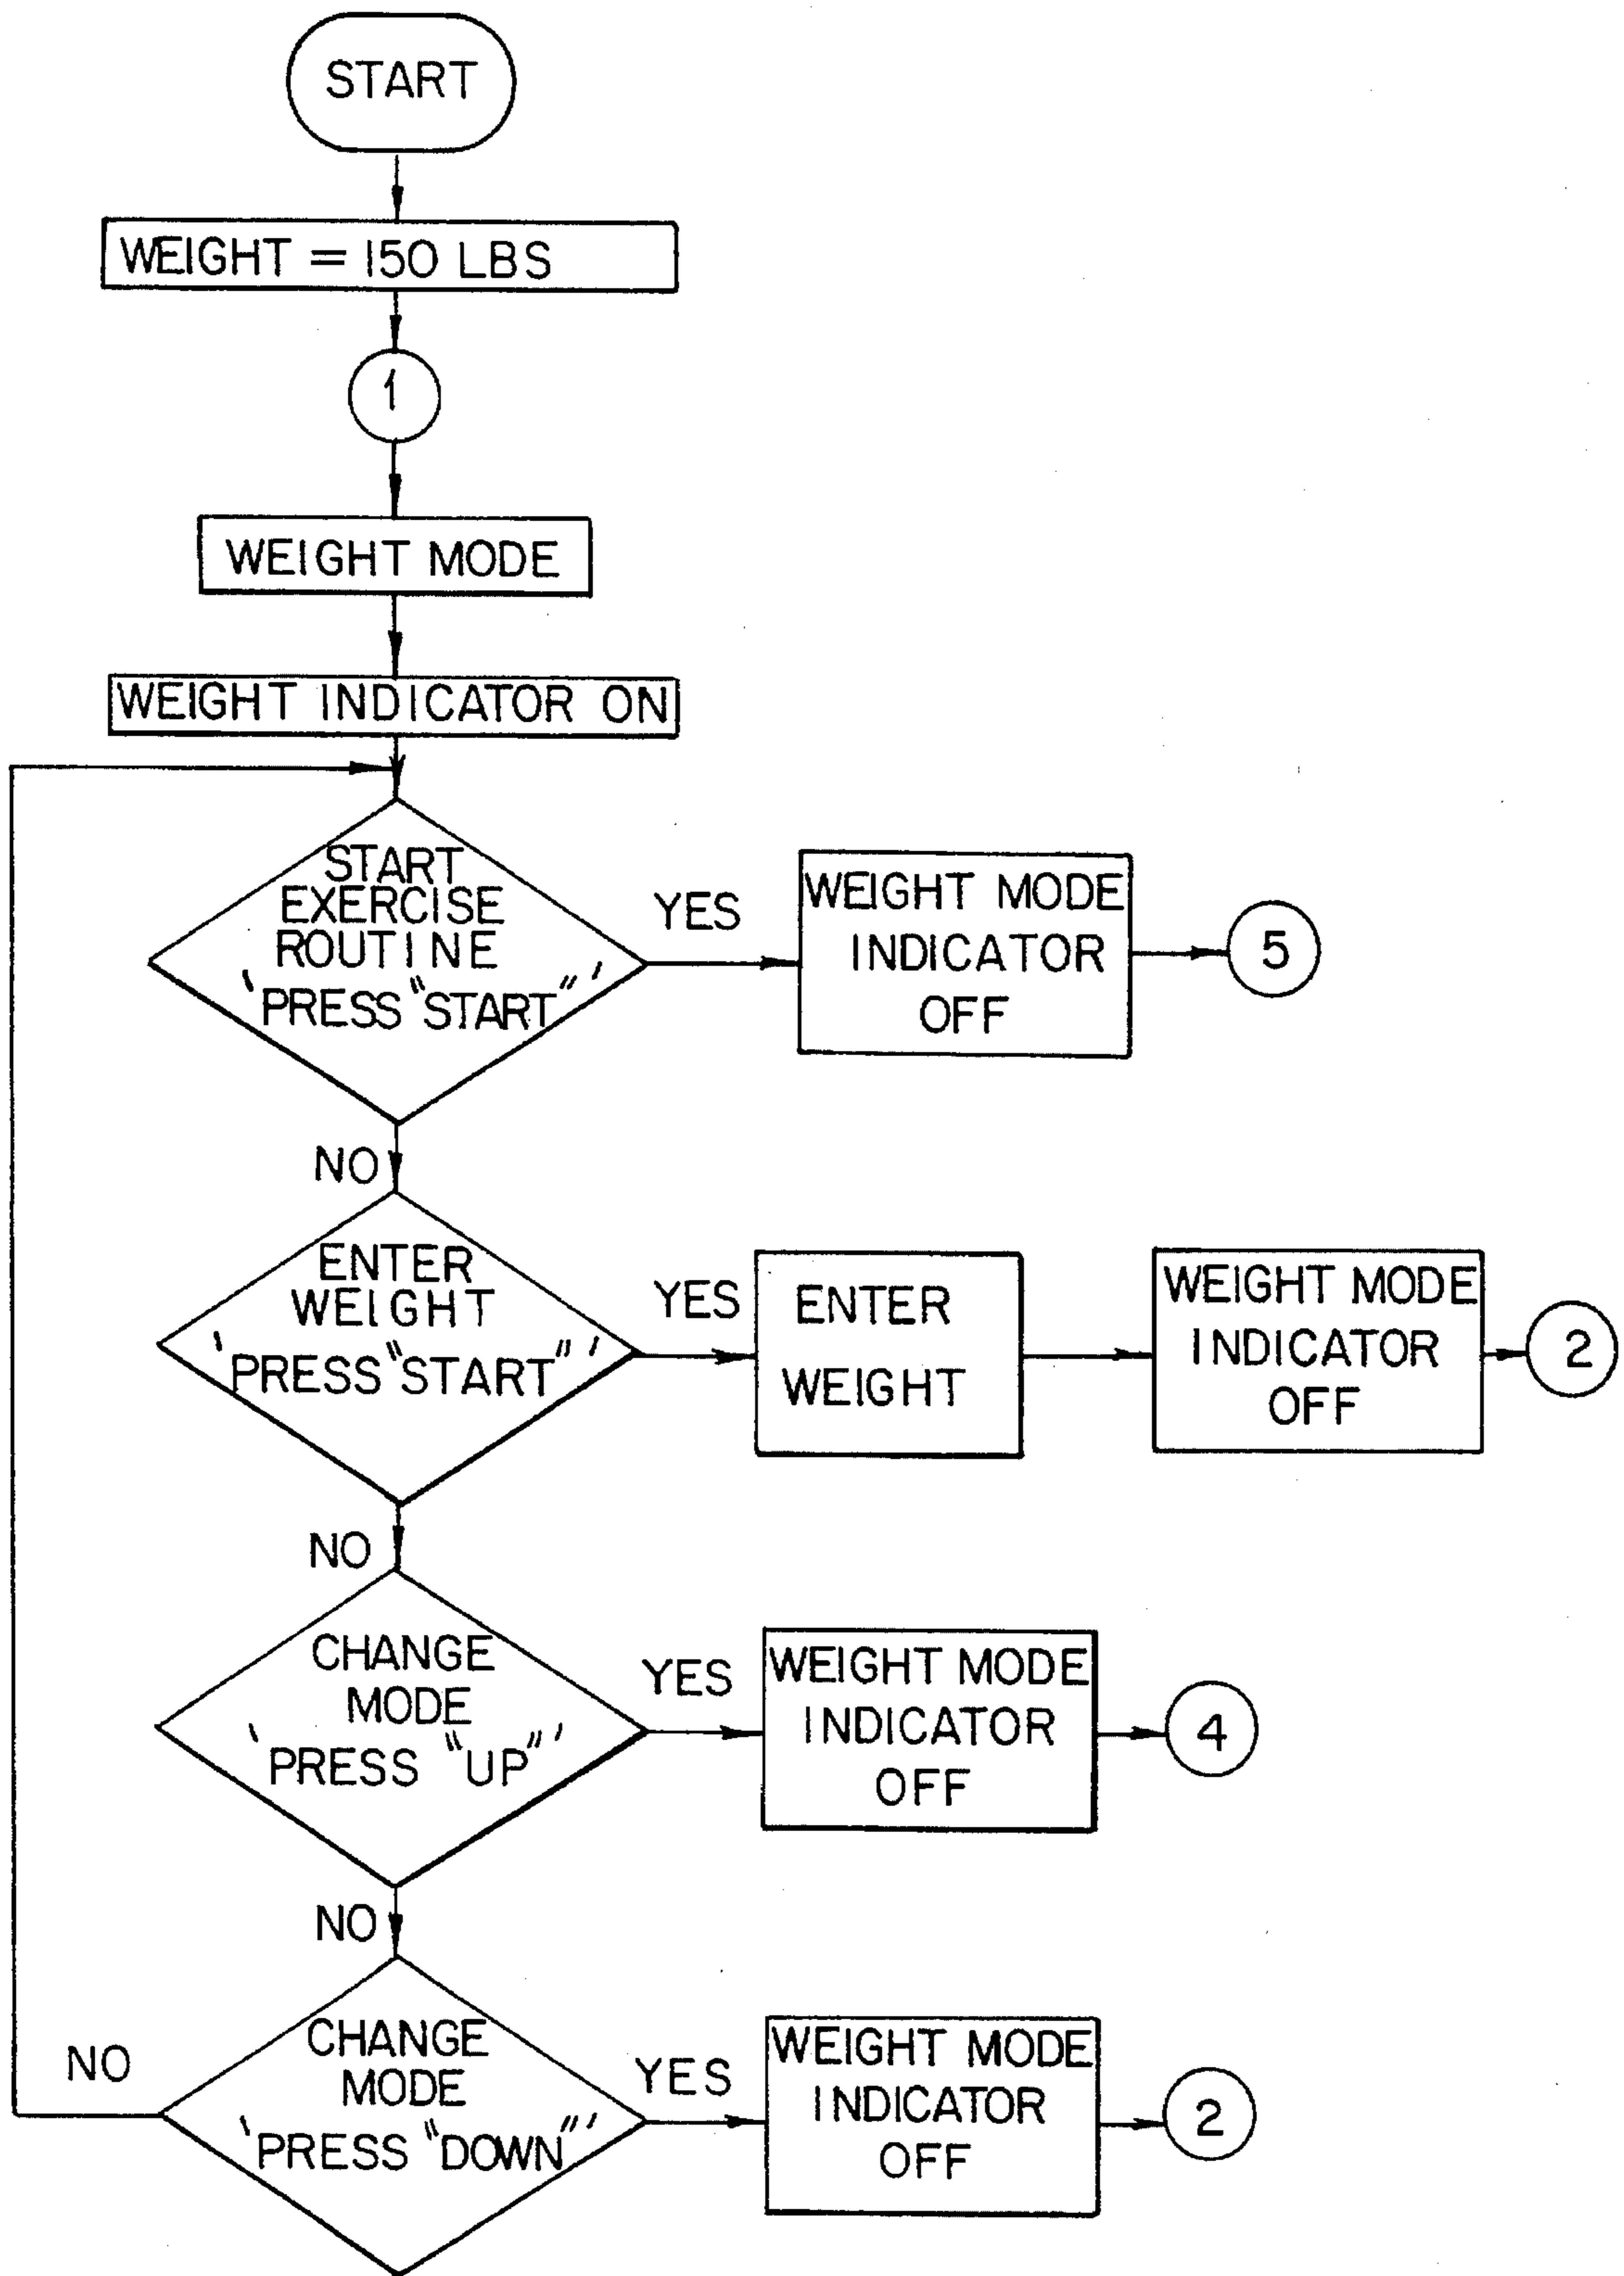 START
WEIGHT = 150 LBS
1
WEIGHT MODE
WEIGHT INDICATOR ON
START
EXERCISE
ROUTINE
'PRESS "START"'
YES
WEIGHT MODE
INDICATOR
OFF
5
NO
ENTER
WEIGHT
'PRESS "START"'
YES
ENTER
WEIGHT
WEIGHT MODE
INDICATOR
OFF
2
NO
CHANGE
MODE
'PRESS "UP"'
YES
WEIGHT MODE
INDICATOR
OFF
4
NO
CHANGE
MODE
'PRESS "DOWN"'
NO
YES
WEIGHT MODE
INDICATOR
OFF
2